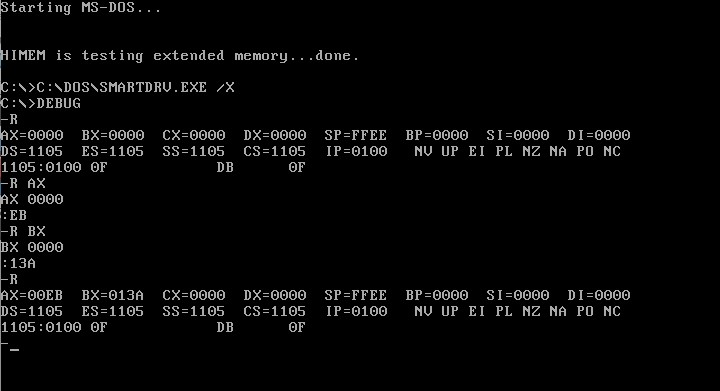 Starting MS-DOS...
HIMEM is testing extended memory...done.
C:\>C:\DOS\SMARTDRV.EXE /X
C:\>DEBUG
-R
AX=0000  BX=0000  CX=0000  DX=0000  SP=FFEE  BP=0000  SI=0000  DI=0000
DS=1105  ES=1105  SS=1105  CS=1105  IP=0100   NV UP EI PL NZ NA PO NC
1105:0100 0F            DB      0F
-R AX
AX 0000
:EB
-R BX
BX 0000
:13A
-R
AX=00EB  BX=013A  CX=0000  DX=0000  SP=FFEE  BP=0000  SI=0000  DI=0000
DS=1105  ES=1105  SS=1105  CS=1105  IP=0100   NV UP EI PL NZ NA PO NC
1105:0100 0F            DB      0F
-_